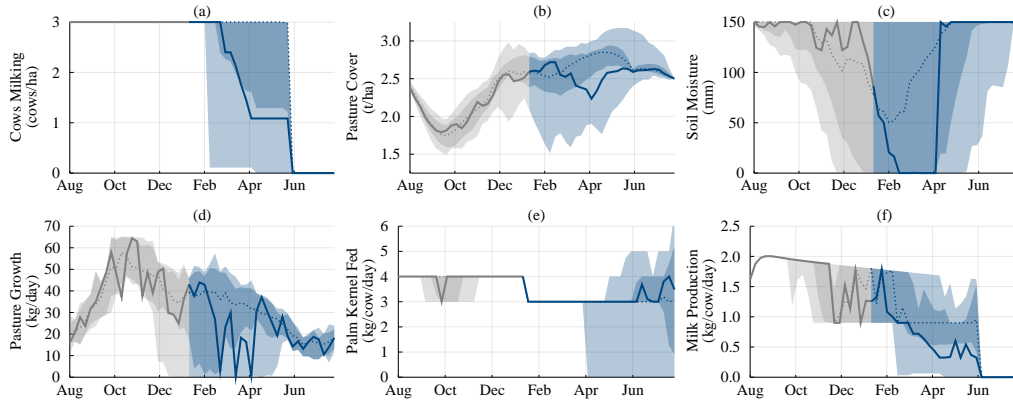 (a)
Cows Milking
(cows/ha)
3
2
1
0
Aug Oct Dec Feb Apr Jun
(b)
Pasture Cover
(t/ha)
3.0
2.5
2.0
1.5
Aug Oct Dec Feb Apr Jun
(c)
Soil Moisture
(mm)
150
100
50
0
Aug Oct Dec Feb Apr Jun
(d)
Pasture Growth
(kg/day)
70
60
50
40
30
20
10
0
Aug Oct Dec Feb Apr Jun
(e)
Palm Kernel Fed
(kg/cow/day)
6
5
4
3
2
1
0
Aug Oct Dec Feb Apr Jun
(f)
Milk Production
(kg/cow/day)
2.5
2.0
1.5
1.0
0.5
0.0
Aug Oct Dec Feb Apr Jun